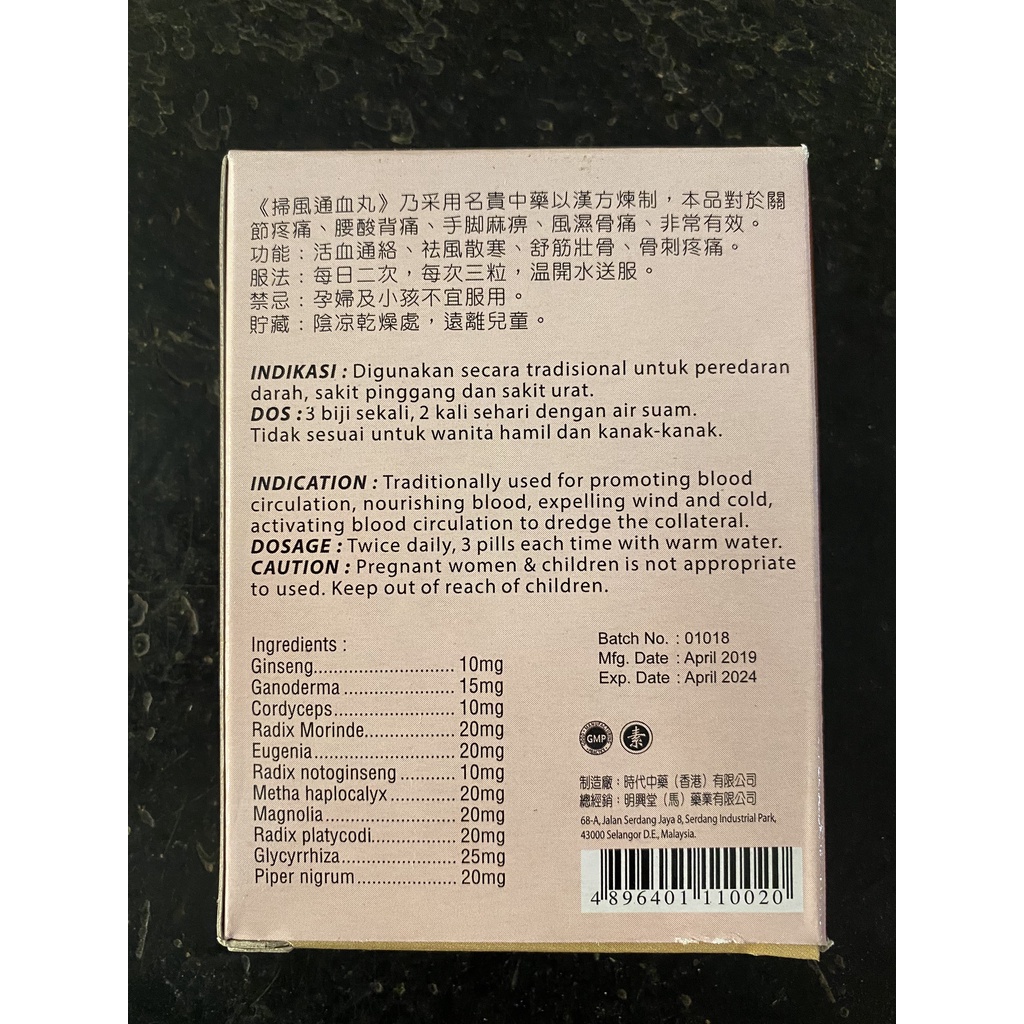 《掃風通血丸》乃采用名貴中藥以漢方煉制，本品對於關
節疼痛、腰酸背痛、手脚麻痹、風濕骨痛、非常有效。
功能：活血通絡、祛風散寒、舒筋壯骨、骨刺疼痛。
服法：每日二次，每次三粒，温開水送服。
禁忌：孕婦及小孩不宜服用。
貯藏：陰凉乾燥處，遠離兒童。
INDIKASI : Digunakan secara tradisional untuk peredaran
darah, sakit pinggang dan sakit urat.
DOS : 3 biji sekali, 2 kali sehari dengan air suam.
Tidak sesuai untuk wanita hamil dan kanak-kanak.
INDICATION : Traditionally used for promoting blood
circulation, nourishing blood, expelling wind and cold,
activating blood circulation to dredge the collateral.
DOSAGE : Twice daily, 3 pills each time with warm water.
CAUTION : Pregnant women & children is not appropriate
to used. Keep out of reach of children.
Ingredients :
Ginseng............................ 10mg
Ganoderma ...................... 15mg
Cordyceps........................ 10mg
Radix Morinde.................. 20mg
Eugenia............................ 20mg
Radix notoginseng ........... 10mg
Metha haplocalyx ............. 20mg
Magnolia .......................... 20mg
Radix platycodi................. 20mg
Glycyrrhiza....................... 25mg
Piper nigrum .................... 20mg
Batch No. : 01018
Mfg. Date : April 2019
Exp. Date : April 2024
GMP
素
制造廠：時代中藥（香港）有限公司
總經銷：明興堂（馬）藥業有限公司
68-A, Jalan Serdang Jaya 8, Serdang Industrial Park,
43000 Selangor D.E., Malaysia.
4 896401 110020